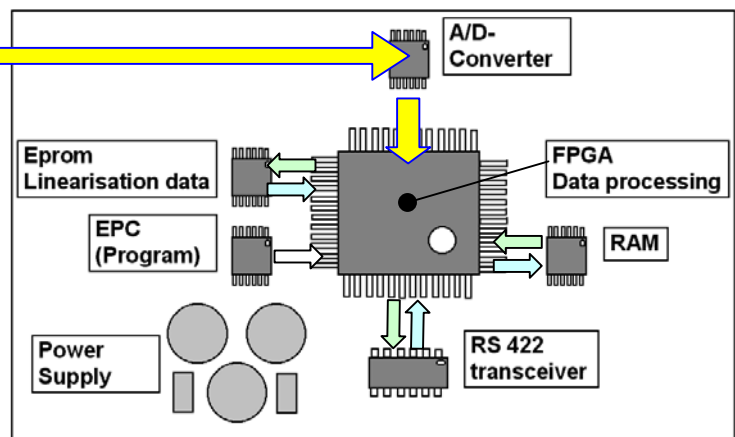 A/D-
Converter
Eprom
Linearisation data
FPGA
Data processing
EPC
(Program)
RAM
Power
Supply
RS 422
transceiver